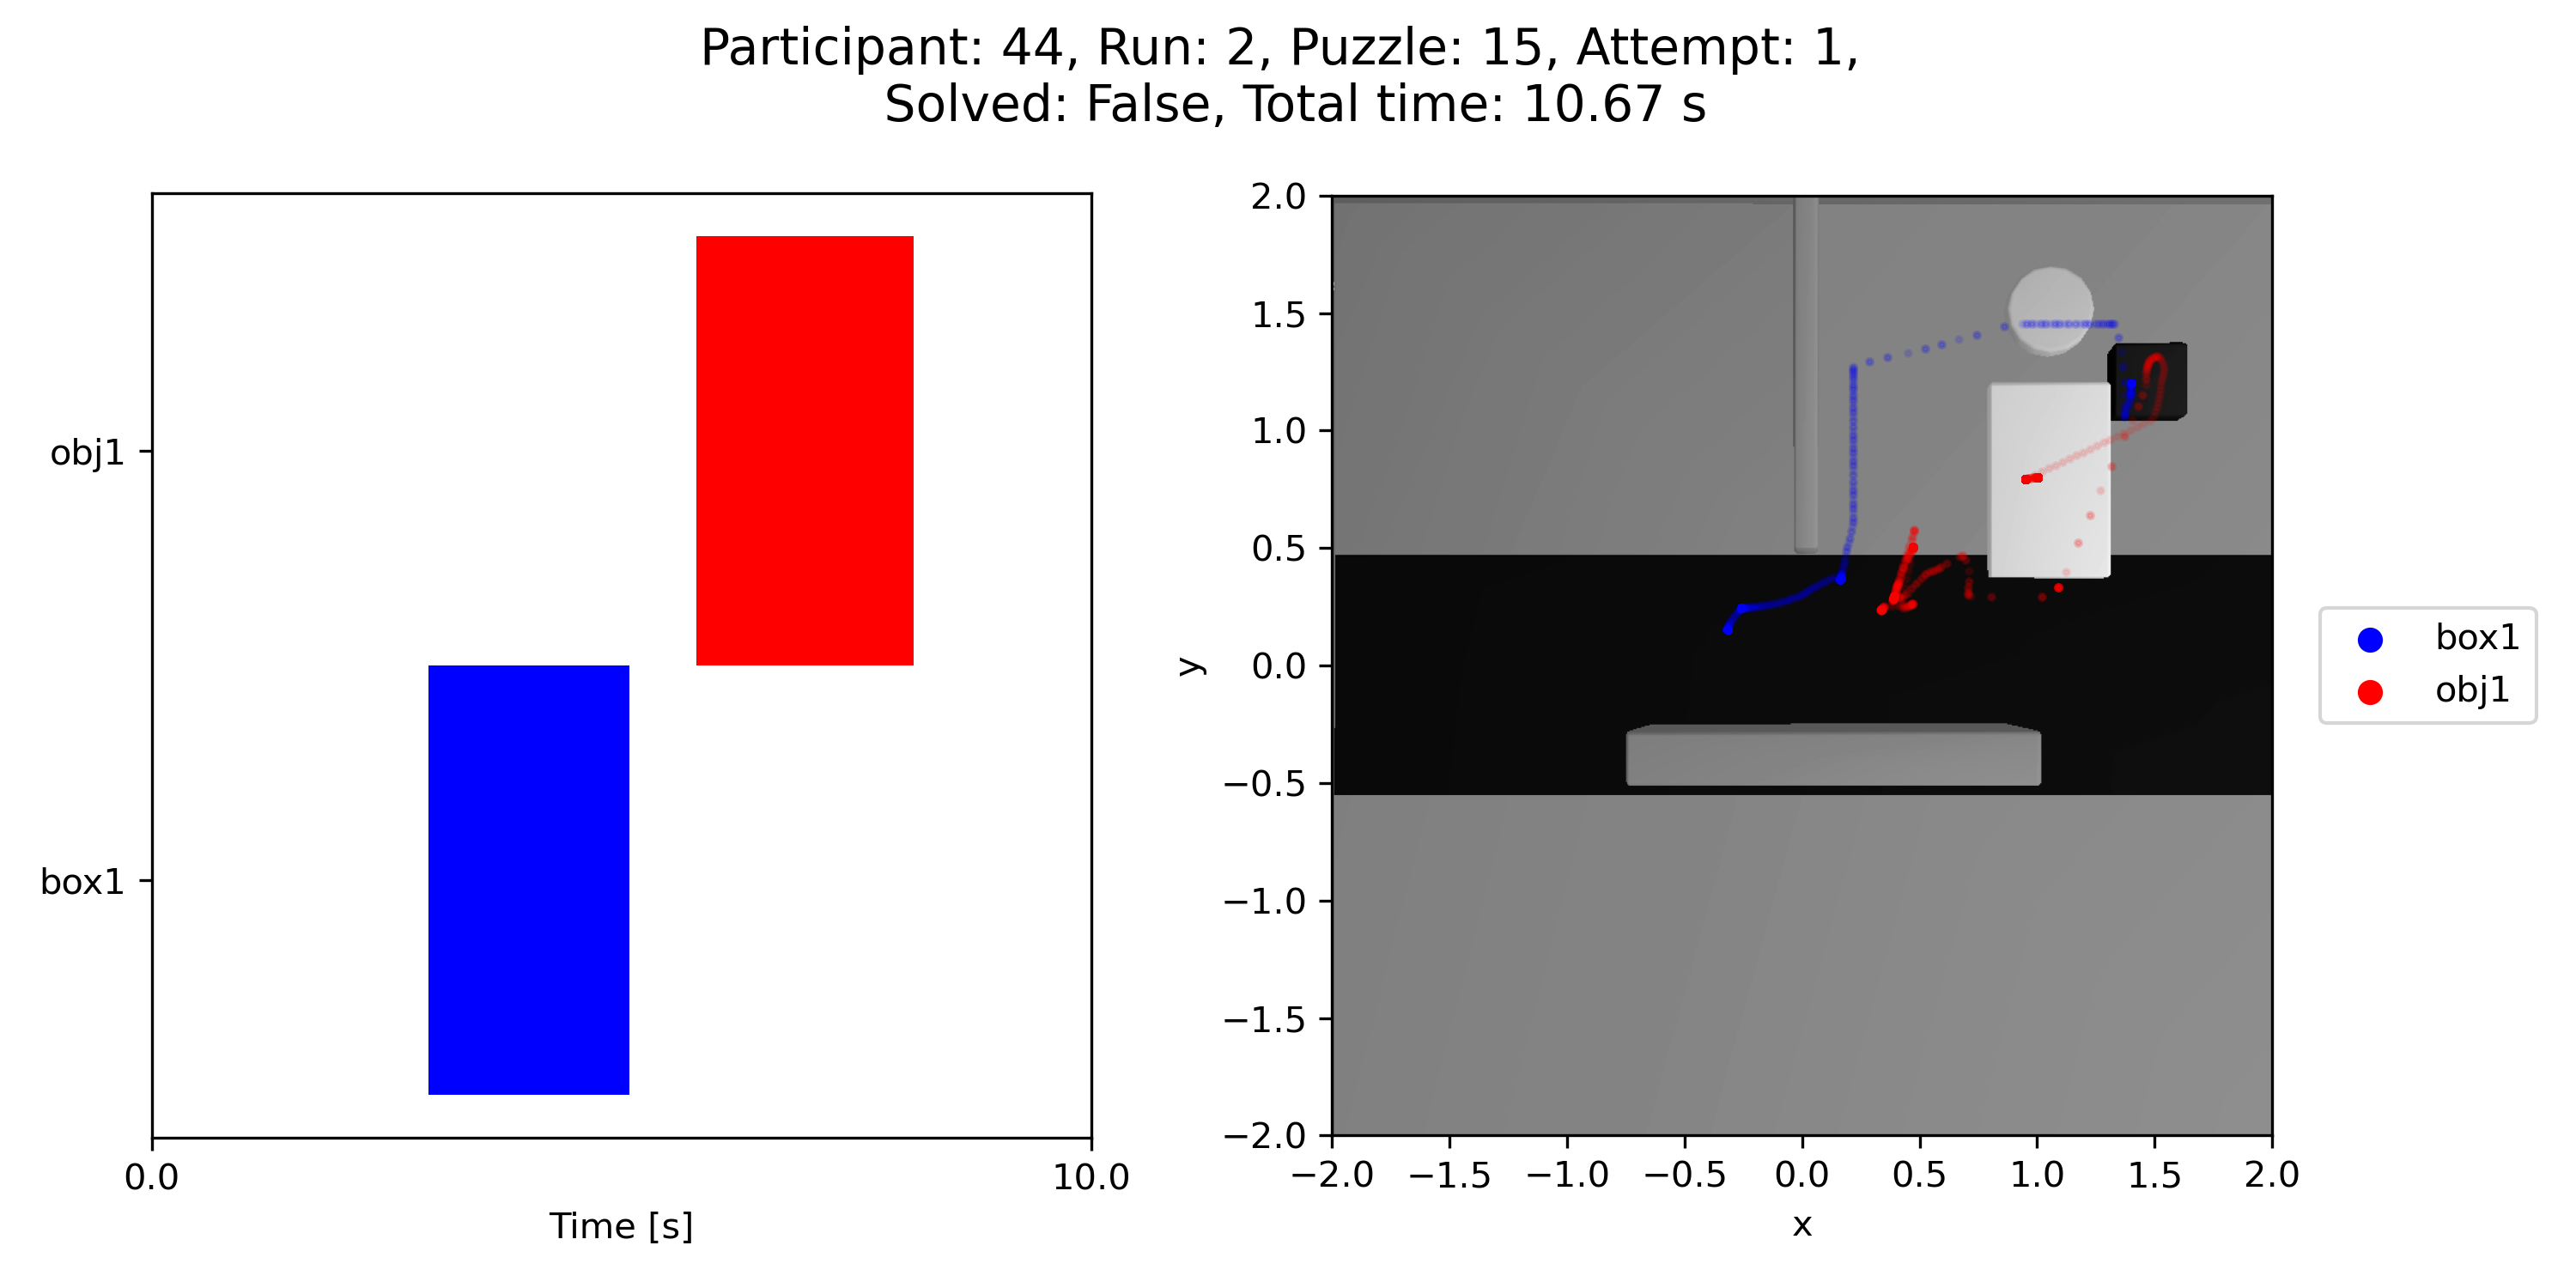 Participant: 44, Run: 2, Puzzle: 15, Attempt: 1,
Solved: False, Total time: 10.67 s
obj1
box1
0.0
10.0
Time [s]
2.0
1.5
1.0
0.5
0.0
−0.5
−1.0
−1.5
−2.0
y
−2.0
−1.5
−1.0
−0.5
0.0
0.5
1.0
1.5
2.0
x
box1
obj1